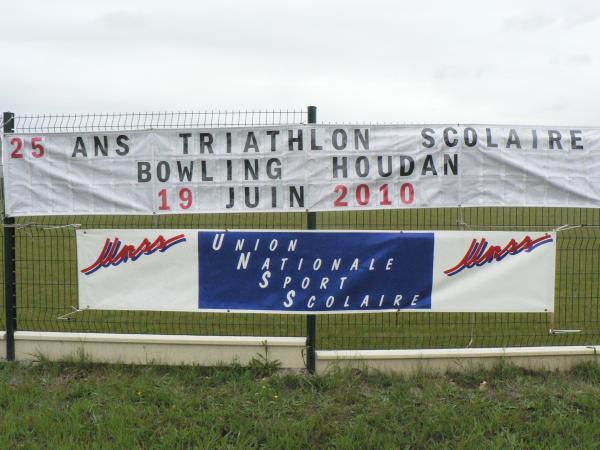 25 ANS TRIATHLON SCOLAIRE
BOWLING HOUDAN
19 JUIN 2010
Unss
UNION
NATIONALE
SPORT
SCOLAIRE
Unss